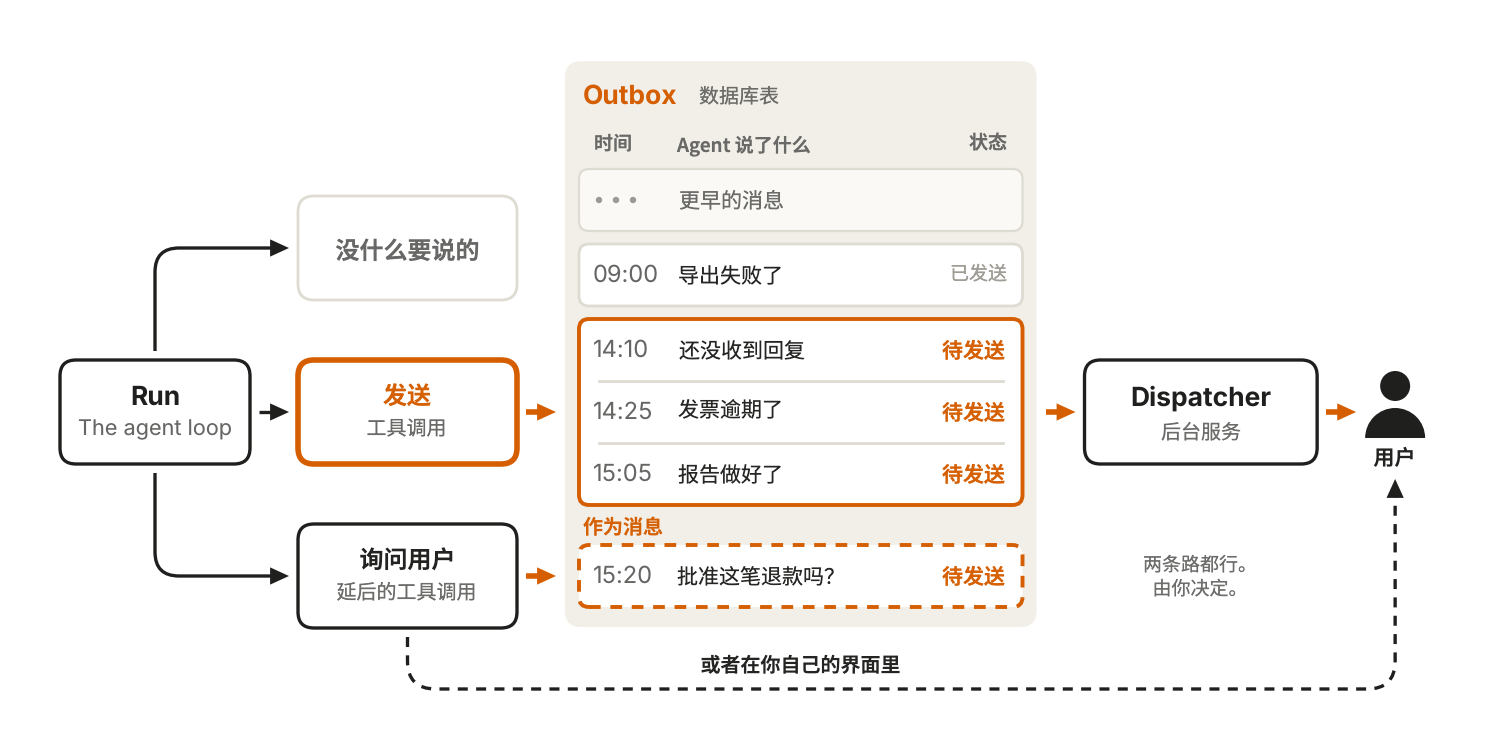 Outbox 数据库表
时间 Agent 说了什么 状态
••• 更早的消息
09:00 导出失败了 已发送
14:10 还没收到回复 待发送
14:25 发票逾期了 待发送
15:05 报告做好了 待发送
作为消息
15:20 批准这笔退款吗? 待发送
没什么要说的
Run
The agent loop
发送
工具调用
询问用户
延后的工具调用
Dispatcher
后台服务
用户
两条路都行。
由你决定。
或者在你自己的界面里